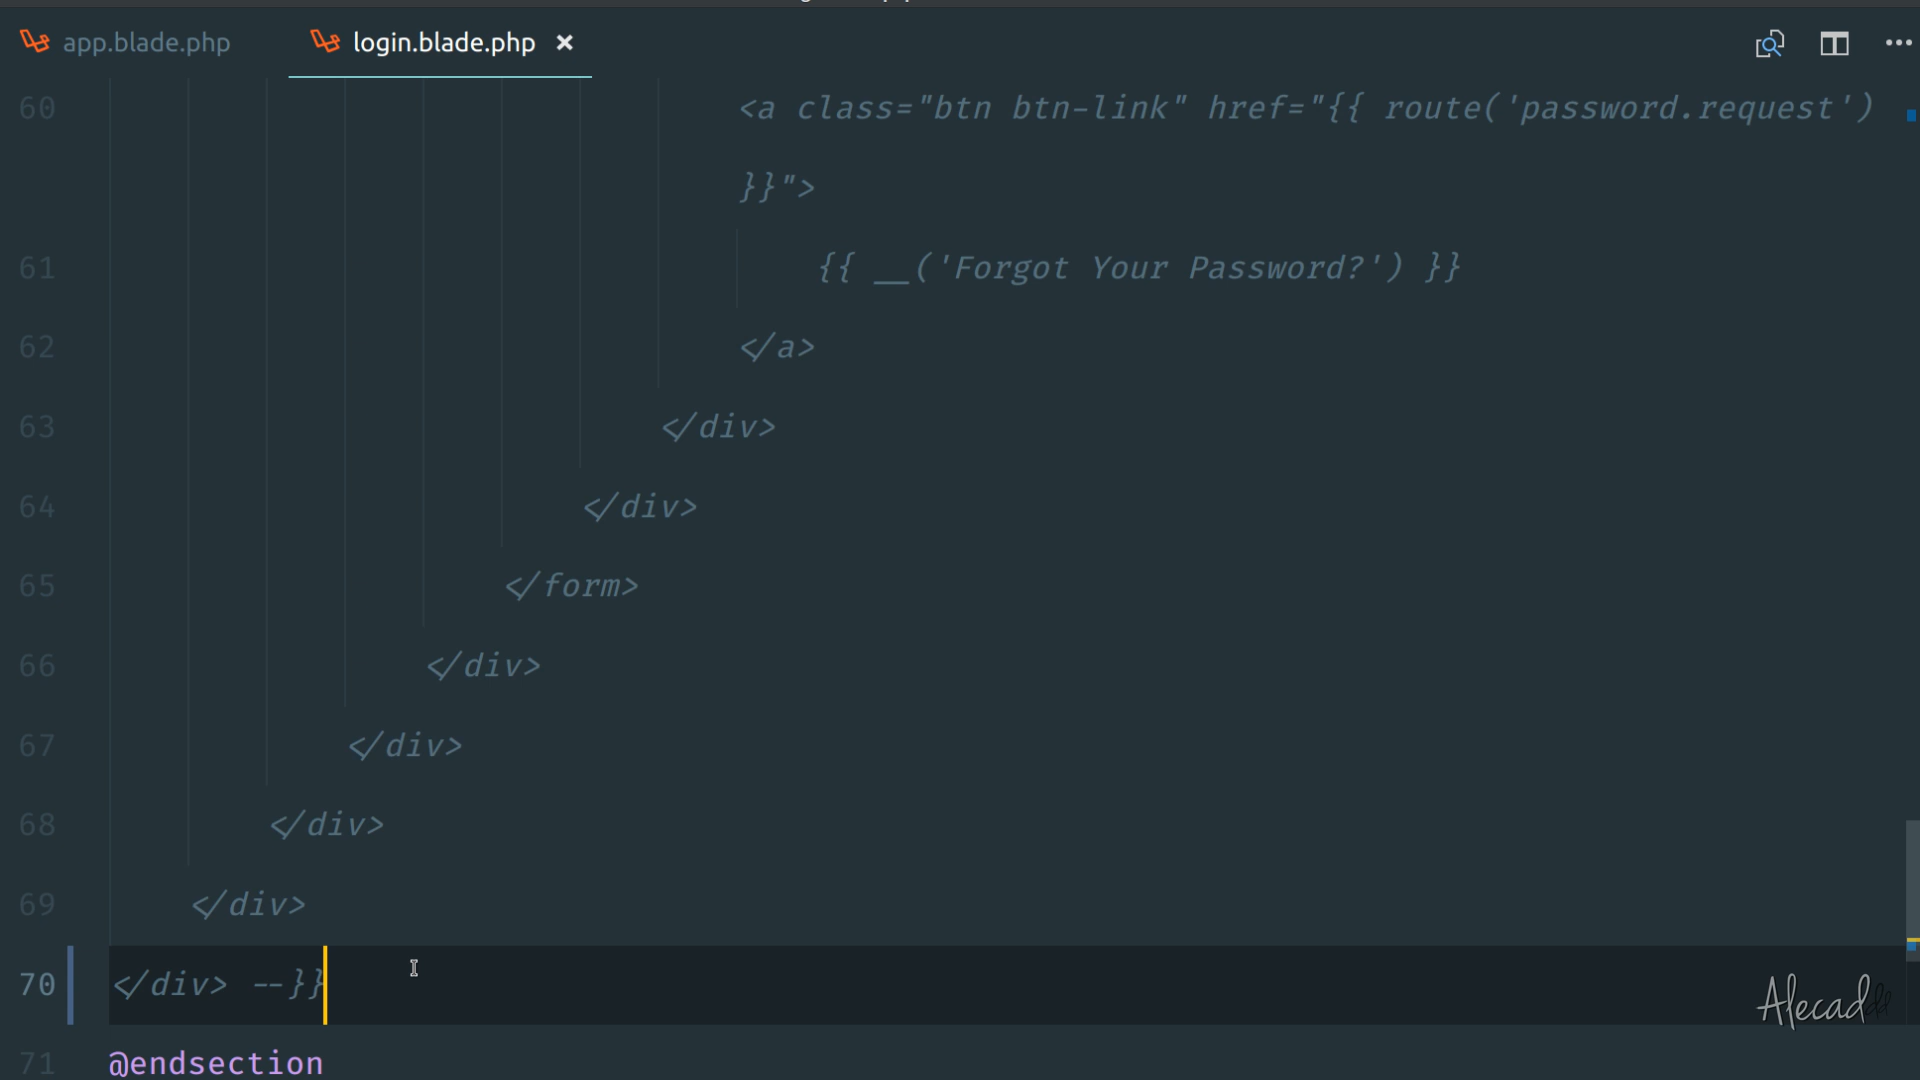 app.blade.php login.blade.php ×
60 <a class="btn btn-link" href="{{ route('password.request')
}}">
61 {{ __('Forgot Your Password?') }}
62 </a>
63 </div>
64 </div>
65 </form>
66 </div>
67 </div>
68 </div>
69 </div>
70 </div> --}}
71 @endsection
Alecaddd